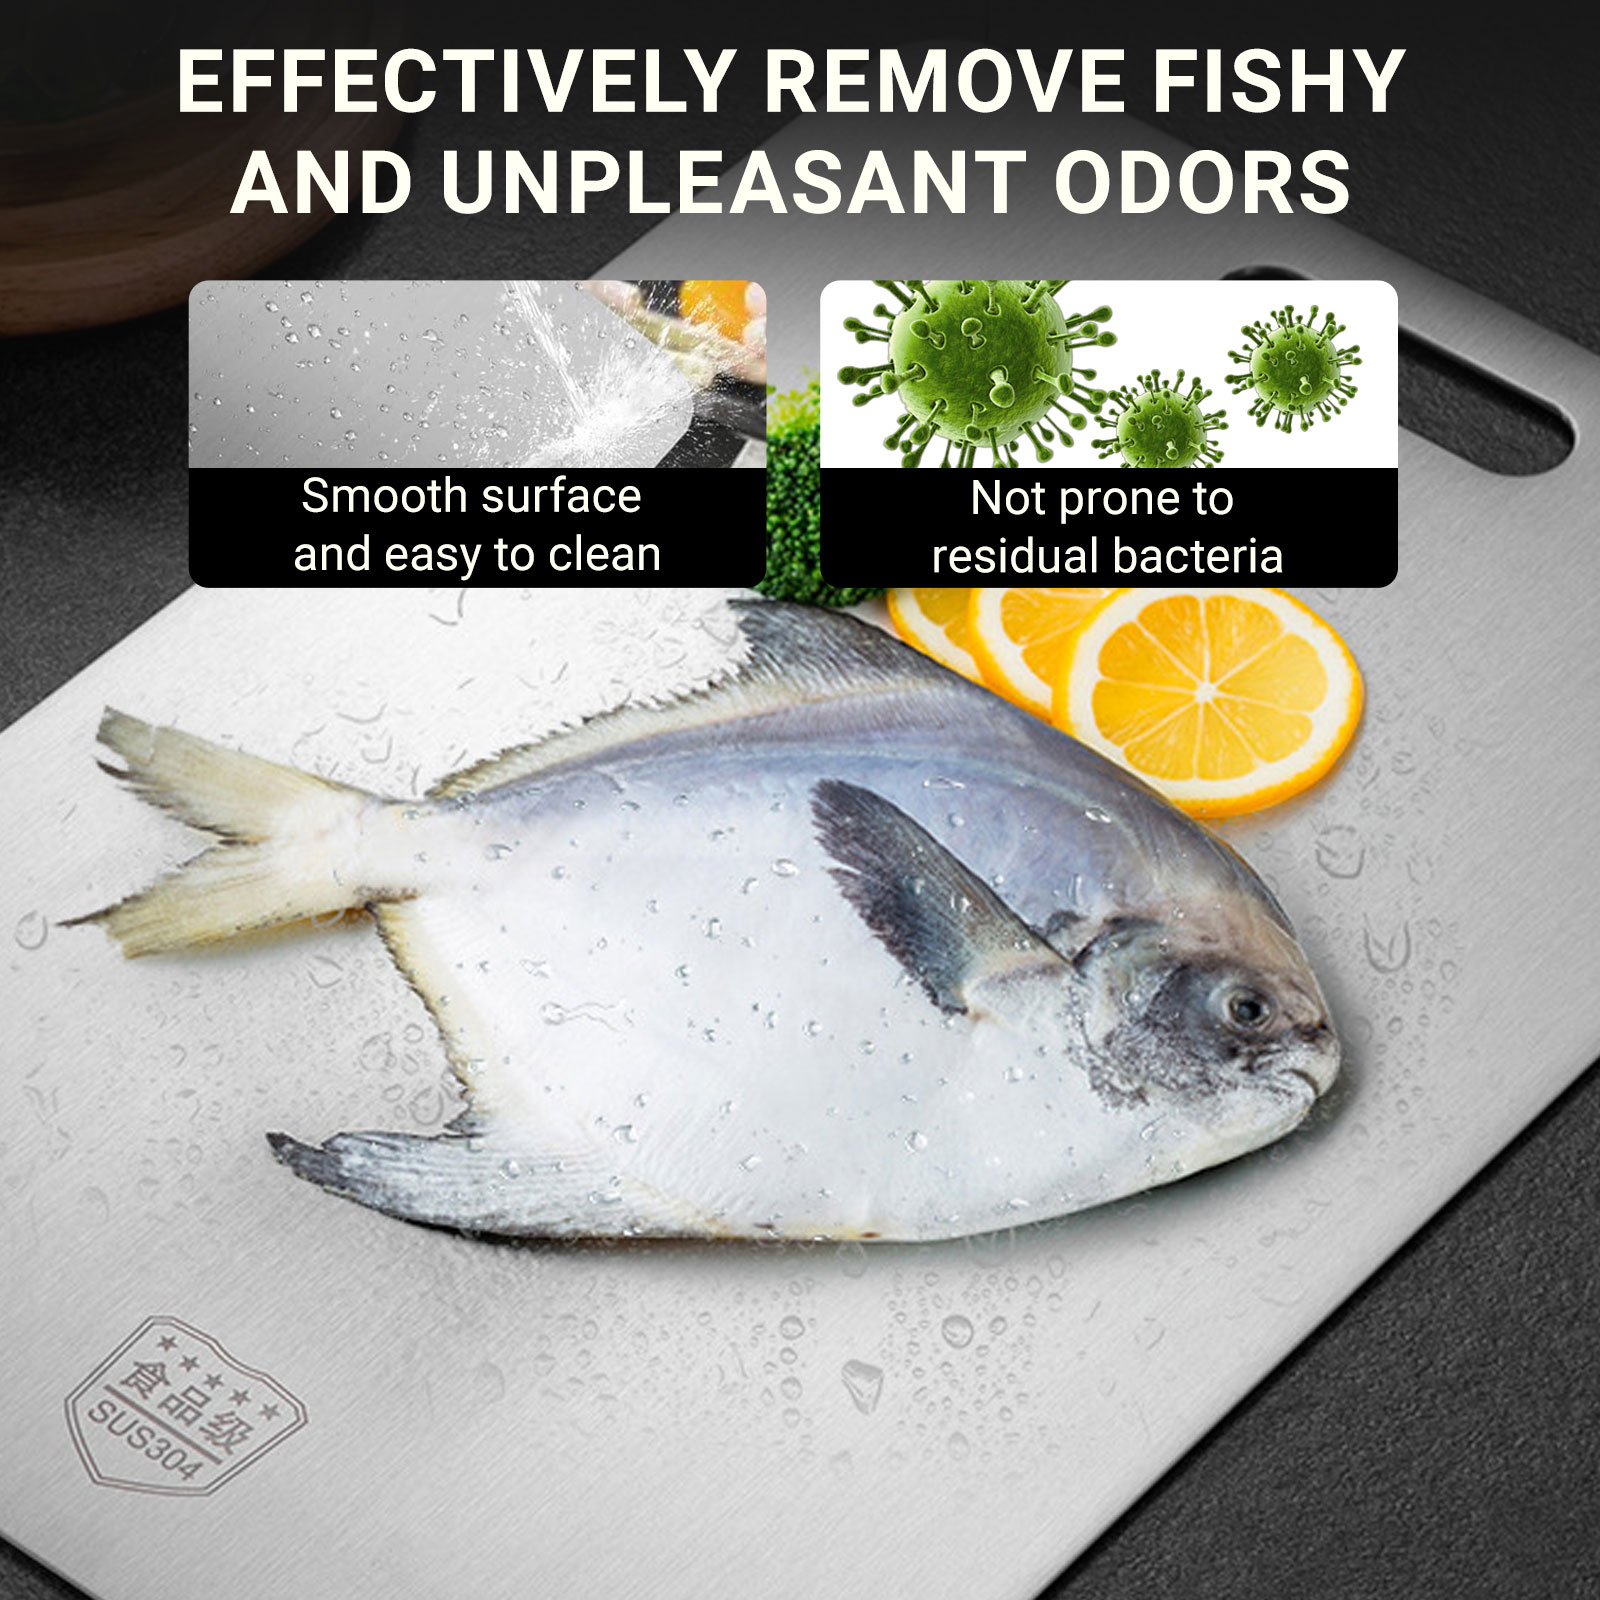 EFFECTIVELY REMOVE FISHY
AND UNPLEASANT ODORS
Smooth surface
and easy to clean
Not prone to
residual bacteria
食品级
SUS304